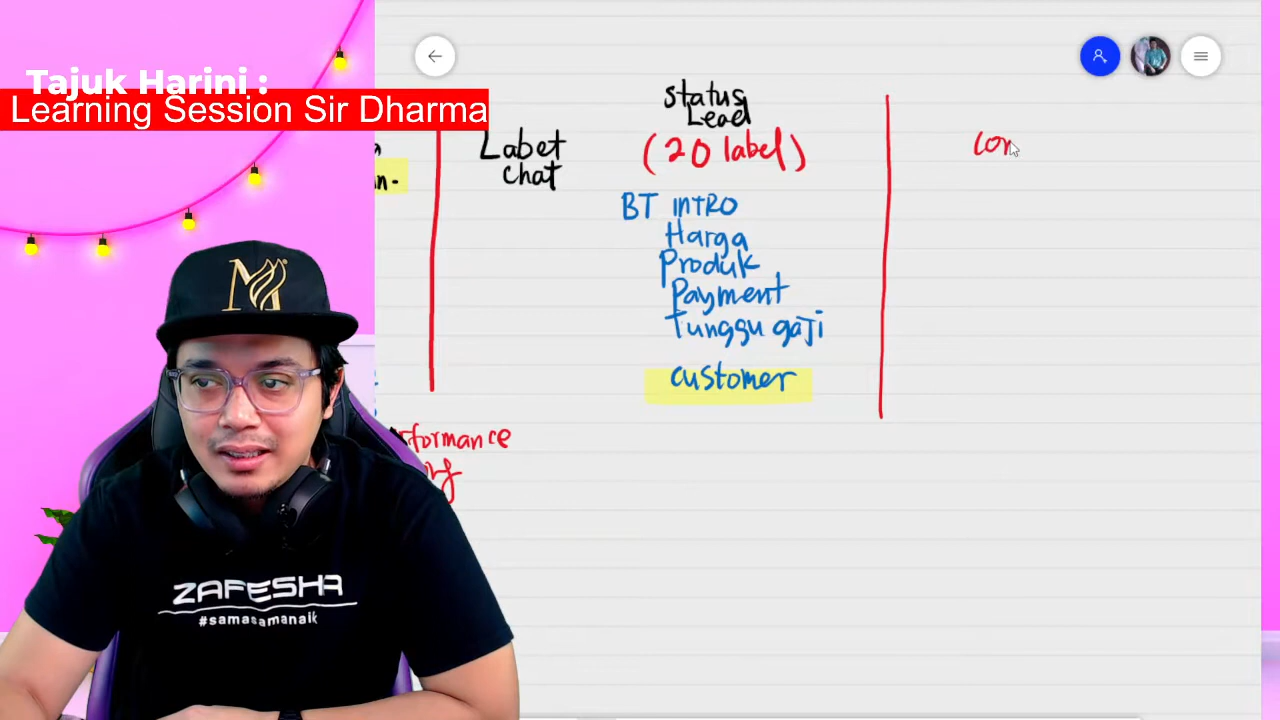 Tajuk Harini :
Learning Session Sir Dharma
Label
chat
Status
Lead
(20 label)
BT INTRO
Harga
Produk
Payment
Tunggu gaji
customer
con
ZAFESHA
#samasamanaik